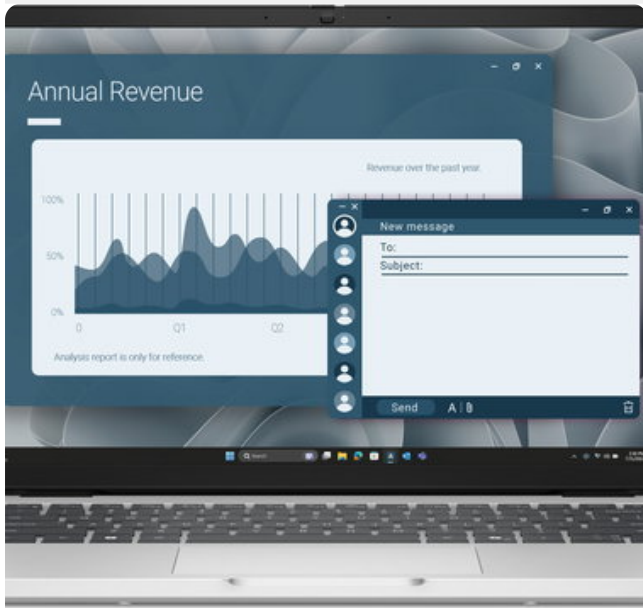 Annual Revenue
Revenue over the past year.
100%
50%
0%
0 Q1 Q2
Analysis report is only for reference.
New message
To:
Subject:
Send A
Search